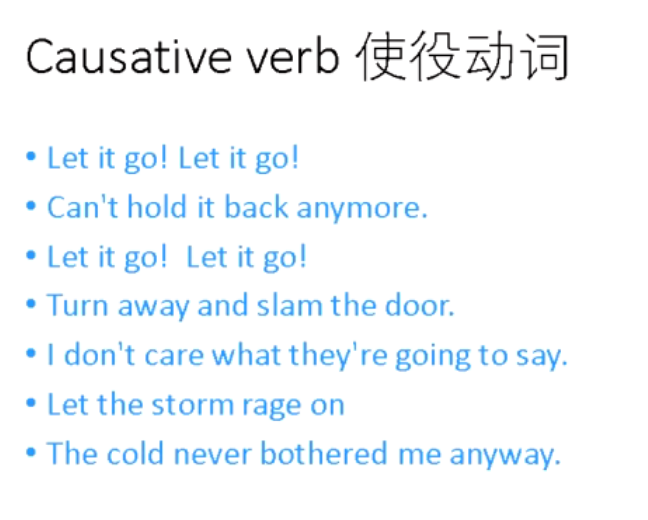 Causative verb 使役动词
• Let it go! Let it go!
• Can't hold it back anymore.
• Let it go!  Let it go!
• Turn away and slam the door.
• I don't care what they're going to say.
• Let the storm rage on
• The cold never bothered me anyway.